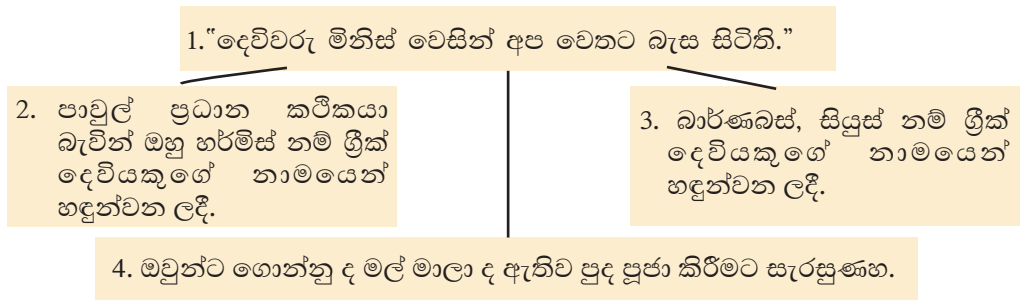 1."දෙවිවරු මිනිස් වෙසින් අප වෙතට බැස සිටිති."
2. පාවුල් ප්‍රධාන කථිකයා
බැවින් ඔහු හර්මිස් නම් ග්‍රීක්
දෙවියකුගේ නාමයෙන්
හඳුන්වන ලදී.
3. බාර්ණබස්, සියුස් නම් ග්‍රීක්
දෙවියකුගේ නාමයෙන්
හඳුන්වන ලදී.
4. ඔවුන්ට ගොන්නු ද මල් මාලා ද ඇතිව පුද පූජා කිරීමට සැරසුණහ.